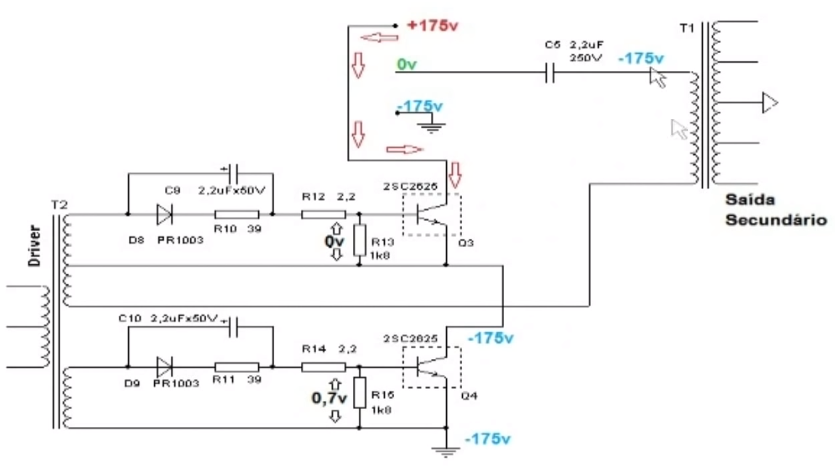 +175v
0v
-175v
C5 2,2uF
250V
-175v
T1
Saída
Secundário
C9 2,2uFx50V
D8 PR1003
R10 39
R12 2,2
0v
R13
1k8
2SC2625
Q3
T2
Driver
C10 2,2uFx50V
D9 PR1003
R11 39
R14 2,2
0,7v
R15
1k8
2SC2625
Q4
-175v
-175v